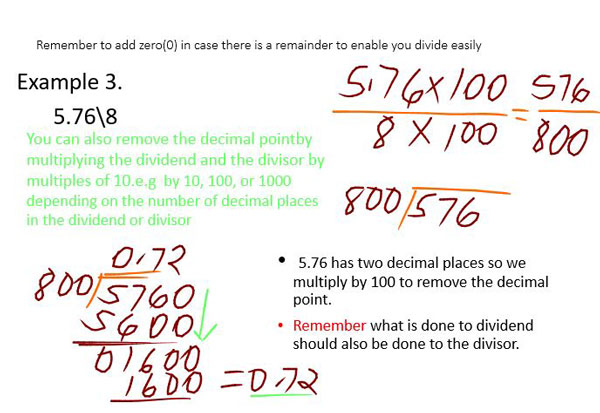 Remember to add zero(0) in case there is a remainder to enable you divide easily
Example 3.
5.76\8
You can also remove the decimal pointby
multiplying the dividend and the divisor by
multiples of 10.e.g  by 10, 100, or 1000
depending on the number of decimal places
in the dividend or divisor
5.76 X 100 = 576
8 X 100 800
800 576
• 5.76 has two decimal places so we
multiply by 100 to remove the decimal
point.
• Remember what is done to dividend
should also be done to the divisor.
0.72
800 5760
5600
01600
1600 = 0.72